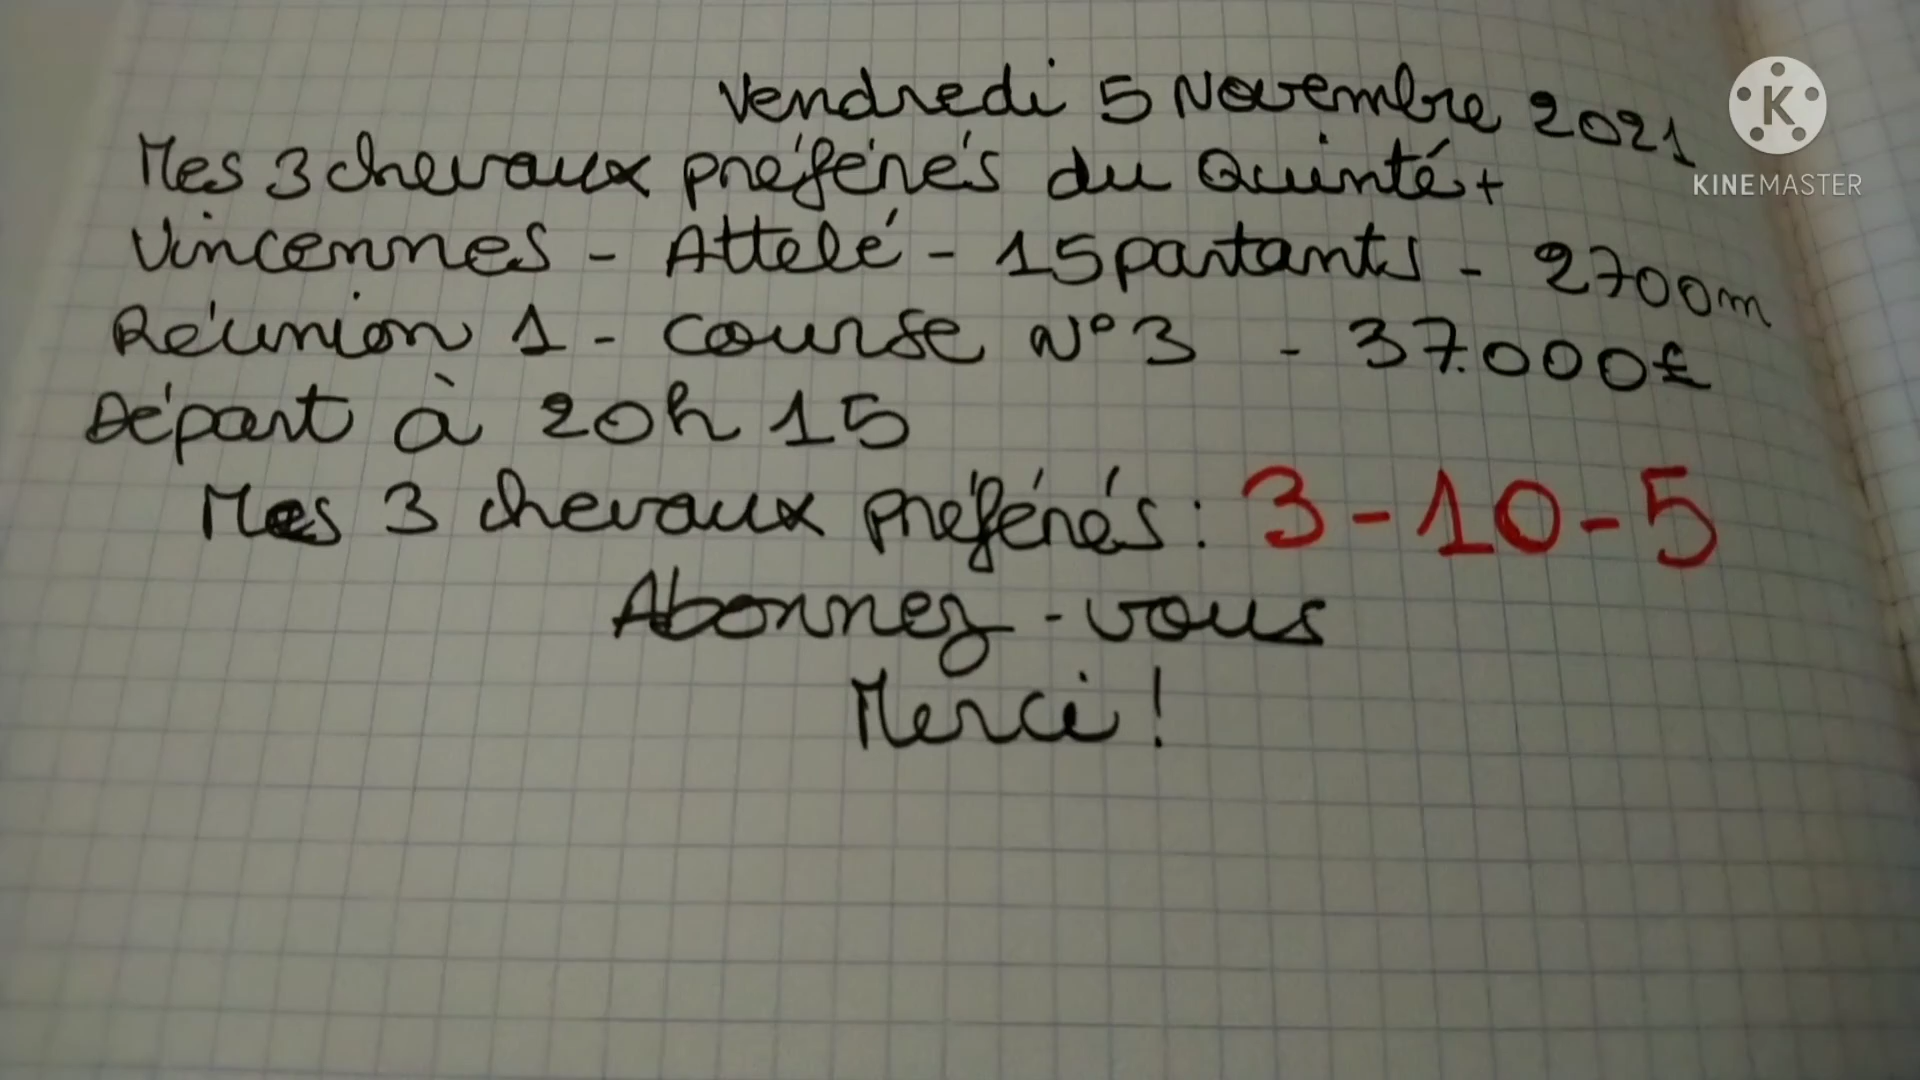 Vendredi 5 Novembre 2021
Mes 3 chevaux préférés du Quinté+
Vincennes - Attelé - 15 partants - 2700m
Réunion 1 - course N° 3 - 37.000€
Départ à 20h15
Mes 3 chevaux préférés : 3-10-5
Abonnez-vous
Merci !
K
KINEMASTER